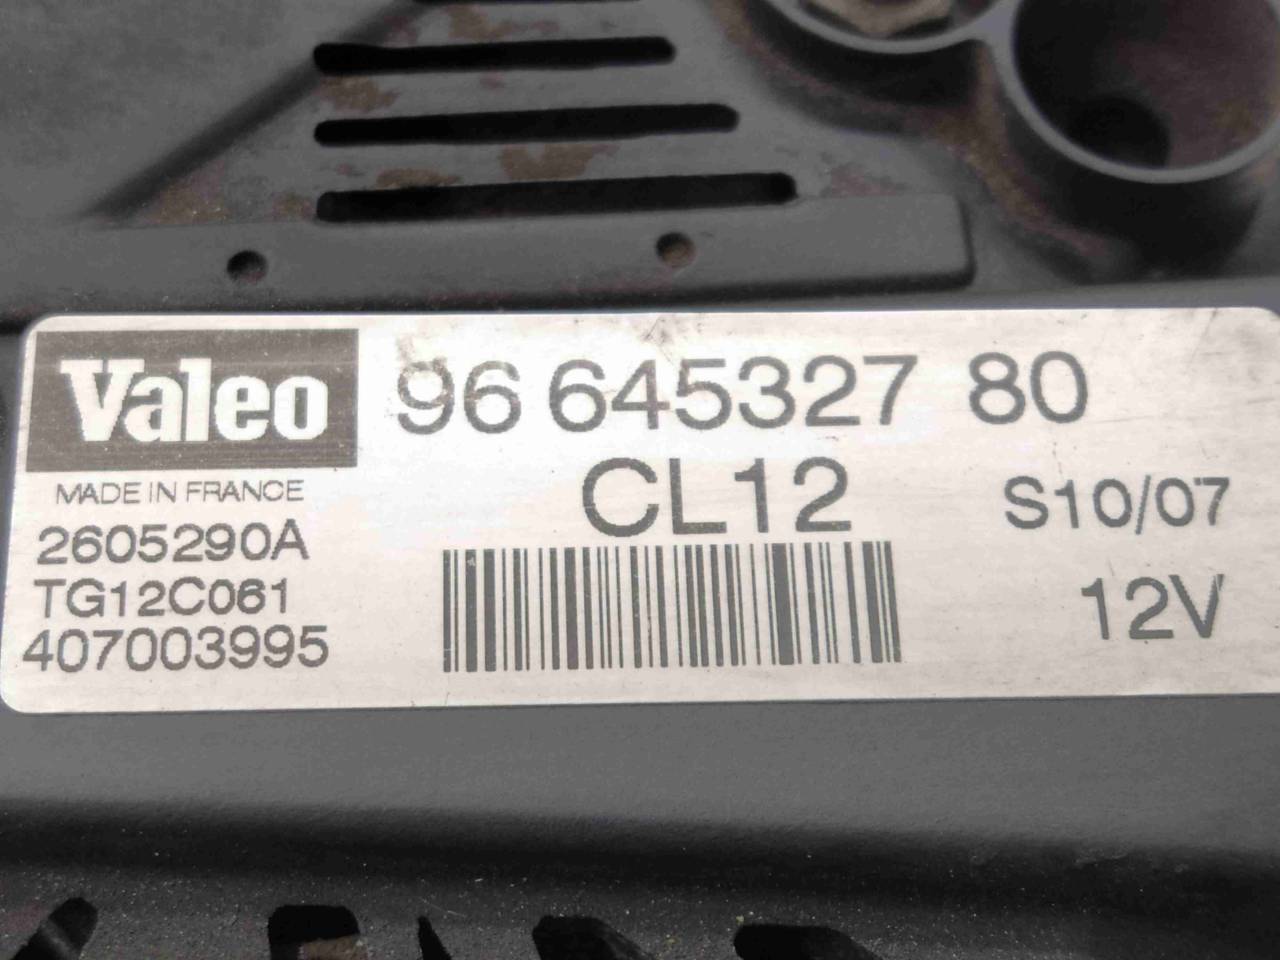 Valeo
96 645327 80
CL12
S10/07
MADE IN FRANCE
2605290A
TG12C061
407003995
12V